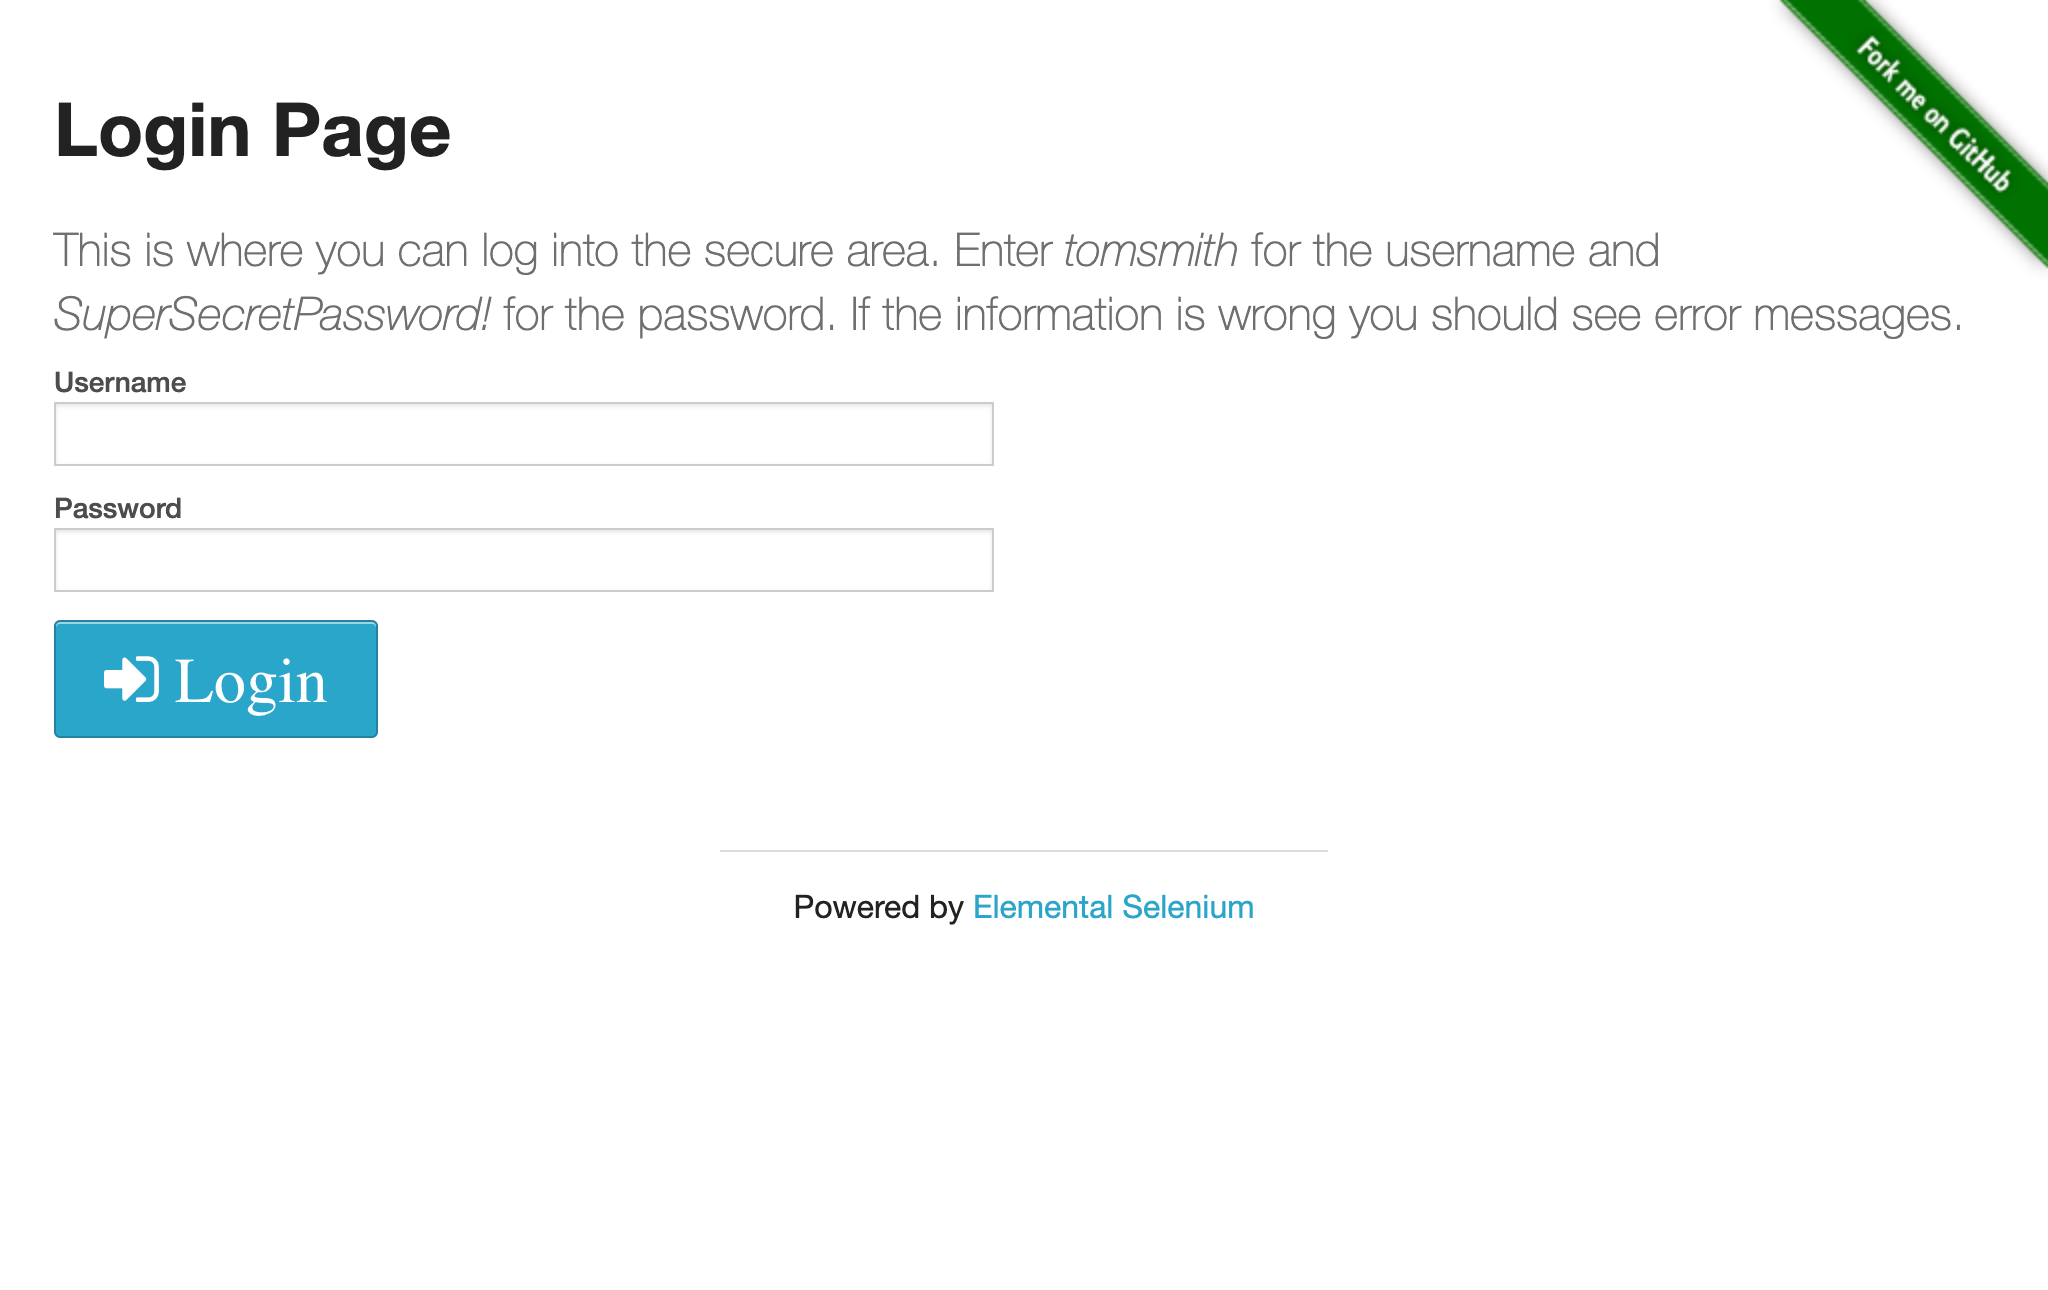 Fork me on GitHub
Login Page
This is where you can log into the secure area. Enter tomsmith for the username and
SuperSecretPassword! for the password. If the information is wrong you should see error messages.
Username
Password
Login
Powered by Elemental Selenium